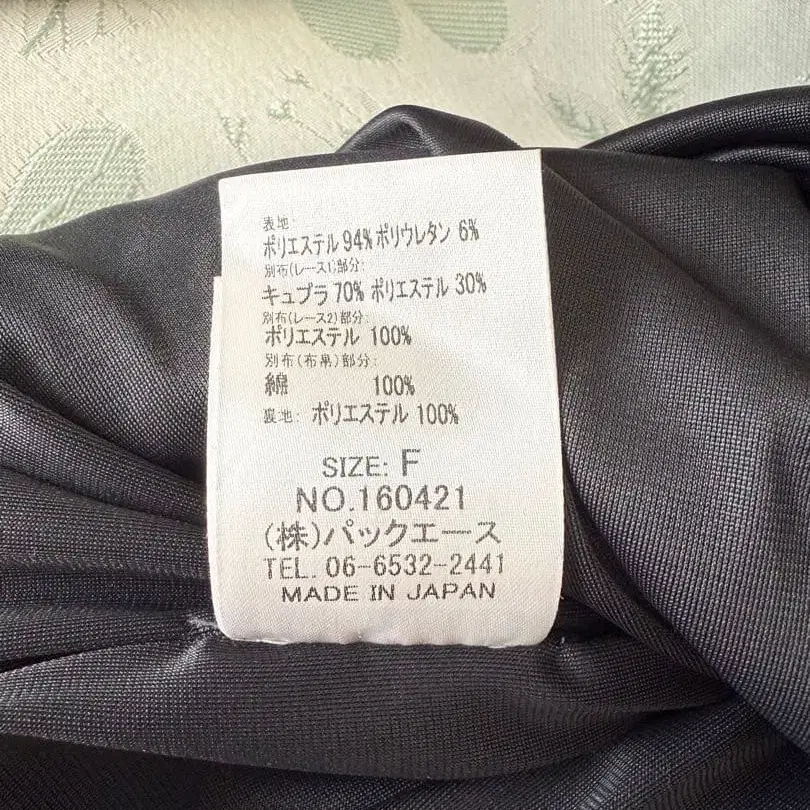 表地:
ポリエステル 94% ポリウレタン 6%
別布(レース1)部分:
キュプラ 70% ポリエステル 30%
別布(レース2)部分:
ポリエステル 100%
別布(布帛)部分:
綿 100%
裏地: ポリエステル 100%
SIZE: F
NO.160421
(株)パックエース
TEL. 06-6532-2441
MADE IN JAPAN